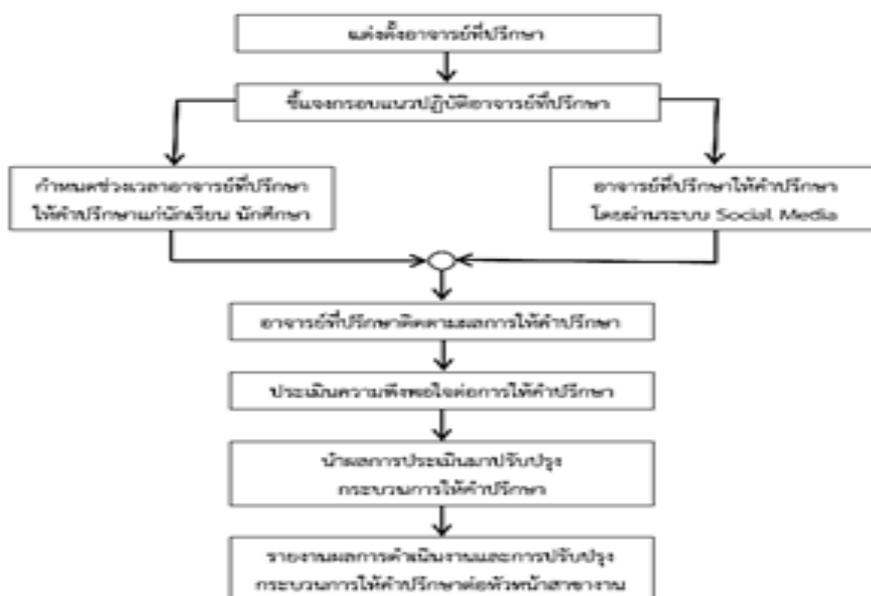 แต่งตั้งอาจารย์ที่ปรึกษา
ชี้แจงกรอบแนวปฏิบัติอาจารย์ที่ปรึกษา
กำหนดช่วงเวลาอาจารย์ที่ปรึกษา
ให้คำปรึกษาแก่นักเรียน นักศึกษา
อาจารย์ที่ปรึกษาให้คำปรึกษา
โดยผ่านระบบ Social Media
อาจารย์ที่ปรึกษาติดตามผลการให้คำปรึกษา
ประเมินความพึงพอใจต่อการให้คำปรึกษา
นำผลการประเมินมาปรับปรุง
กระบวนการให้คำปรึกษา
รายงานผลการดำเนินงานและการปรับปรุง
กระบวนการให้คำปรึกษาต่อหัวหน้าสาขางาน